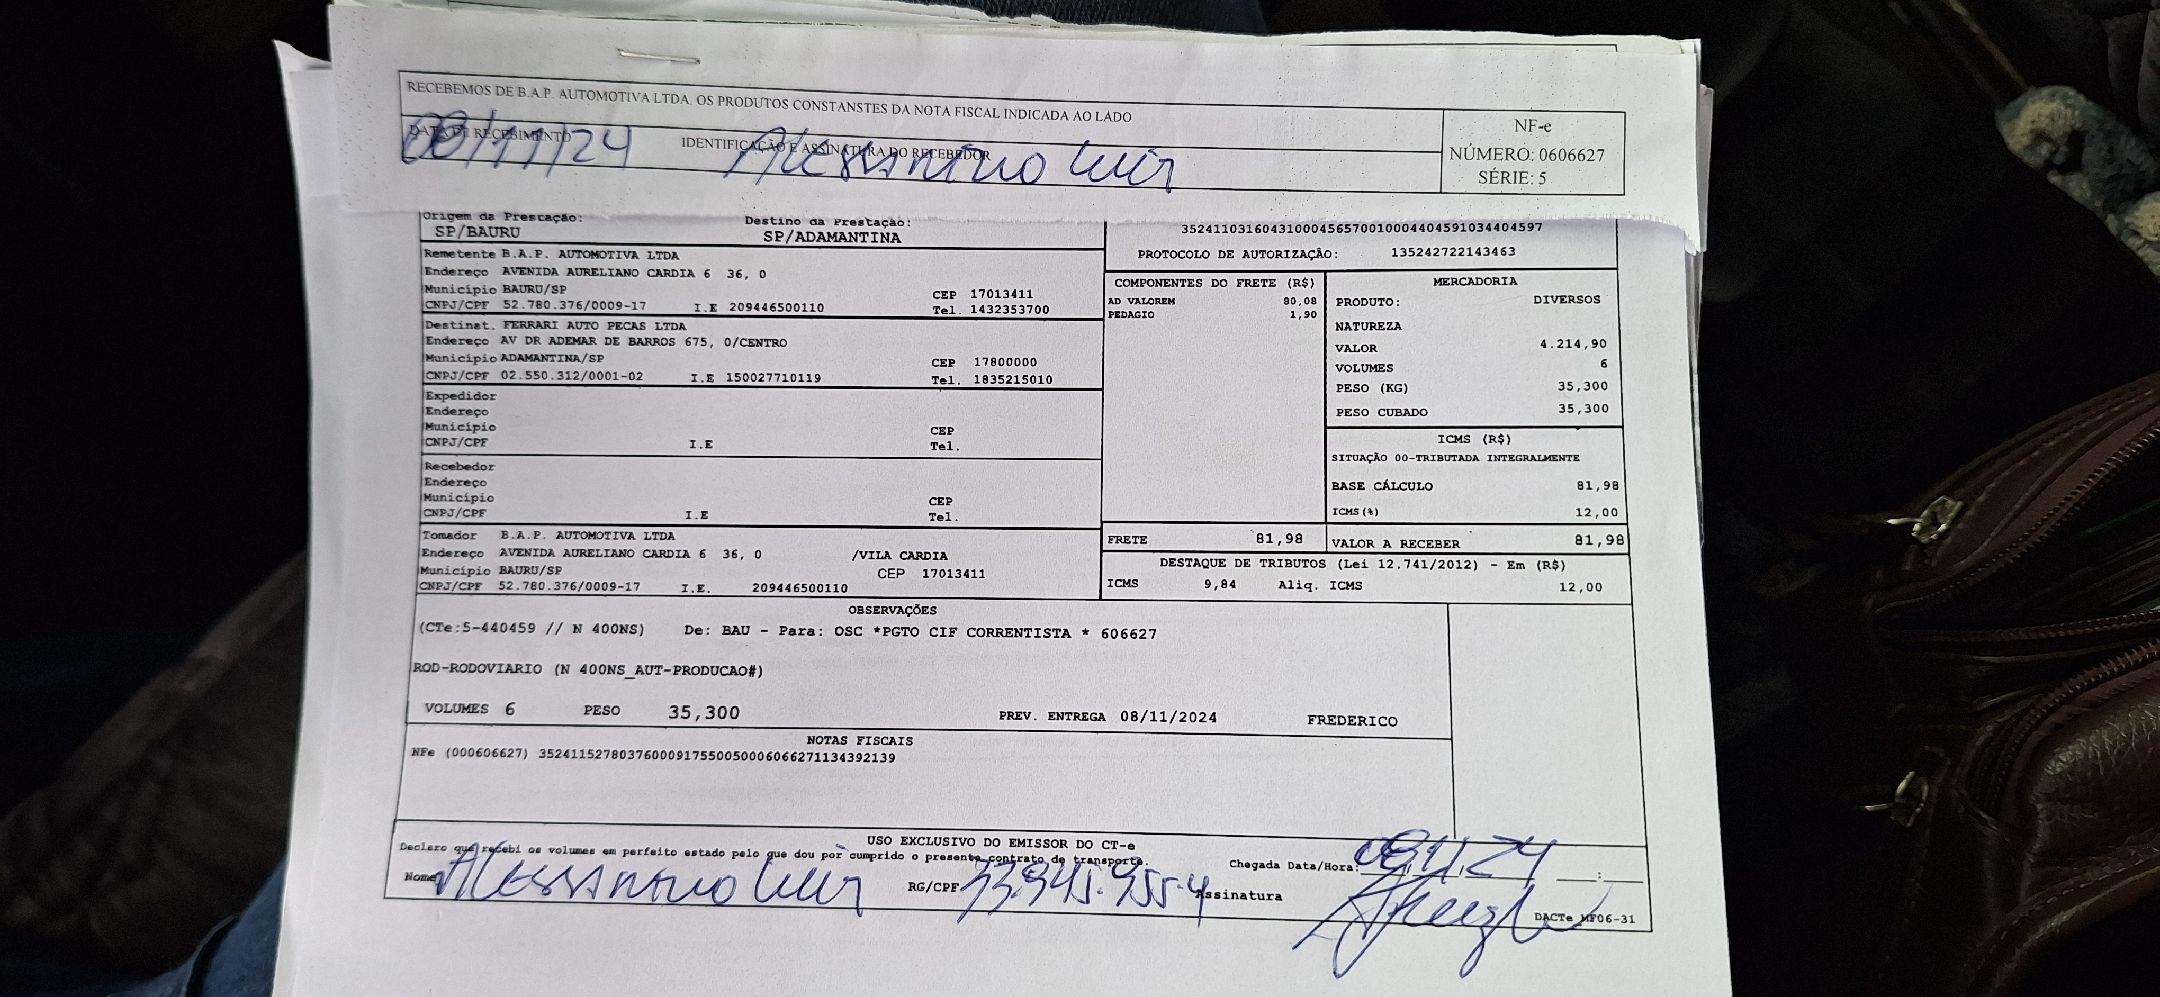 RECEBEMOS DE B.A.P. AUTOMOTIVA LTDA. OS PRODUTOS CONSTANSTES DA NOTA FISCAL INDICADA AO LADO
DATA DE RECEBIMENTO IDENTIFICAÇÃO E ASSINATURA DO RECEBEDOR
08/11/24
NF-e
NÚMERO: 0606627
SÉRIE: 5
Origem da Prestação: Destino da Prestação:
SP/BAURU SP/ADAMANTINA
35241103160431000456570010004404591034404597
PROTOCOLO DE AUTORIZAÇÃO: 135242722143463
Remetente B.A.P. AUTOMOTIVA LTDA
Endereço AVENIDA AURELIANO CARDIA 6 36, 0
Município BAURU/SP CEP 17013411
CNPJ/CPF 52.780.376/0009-17 I.E 209446500110 Tel. 1432353700
Destinat. FERRARI AUTO PECAS LTDA
Endereço AV DR ADEMAR DE BARROS 675, 0/CENTRO
Município ADAMANTINA/SP CEP 17800000
CNPJ/CPF 02.550.312/0001-02 I.E 150027710119 Tel. 1835215010
Expedidor
Endereço
Município CEP
CNPJ/CPF I.E Tel.
Recebedor
Endereço
Município CEP
CNPJ/CPF I.E Tel.
Tomador B.A.P. AUTOMOTIVA LTDA
Endereço AVENIDA AURELIANO CARDIA 6 36, 0 /VILA CARDIA
Município BAURU/SP CEP 17013411
CNPJ/CPF 52.780.376/0009-17 I.E. 209446500110
COMPONENTES DO FRETE (R$)
AD VALOREM 80,08
PEDAGIO 1,90
FRETE 81,98
MERCADORIA
PRODUTO: DIVERSOS
NATUREZA
VALOR 4.214,90
VOLUMES 6
PESO (KG) 35,300
PESO CUBADO 35,300
ICMS (R$)
SITUAÇÃO 00-TRIBUTADA INTEGRALMENTE
BASE CÁLCULO 81,98
ICMS(%) 12,00
VALOR A RECEBER 81,98
DESTAQUE DE TRIBUTOS (Lei 12.741/2012) - Em (R$)
ICMS 9,84 Aliq. ICMS 12,00
OBSERVAÇÕES
(CTe:5-440459 // N 400NS) De: BAU - Para: OSC *PGTO CIF CORRENTISTA * 606627
ROD-RODOVIARIO (N 400NS_AUT-PRODUCAO#)
VOLUMES 6 PESO 35,300 PREV. ENTREGA 08/11/2024 FREDERICO
NOTAS FISCAIS
NFe (000606627) 35241152780376000917550050006066271134392139
USO EXCLUSIVO DO EMISSOR DO CT-e
Declaro que recebi os volumes em perfeito estado pelo que dou por cumprido o presente contrato de transporte.
Chegada Data/Hora: __:__
Nome RG/CPF 33.945.955-4 Assinatura
DACTe MF06-31